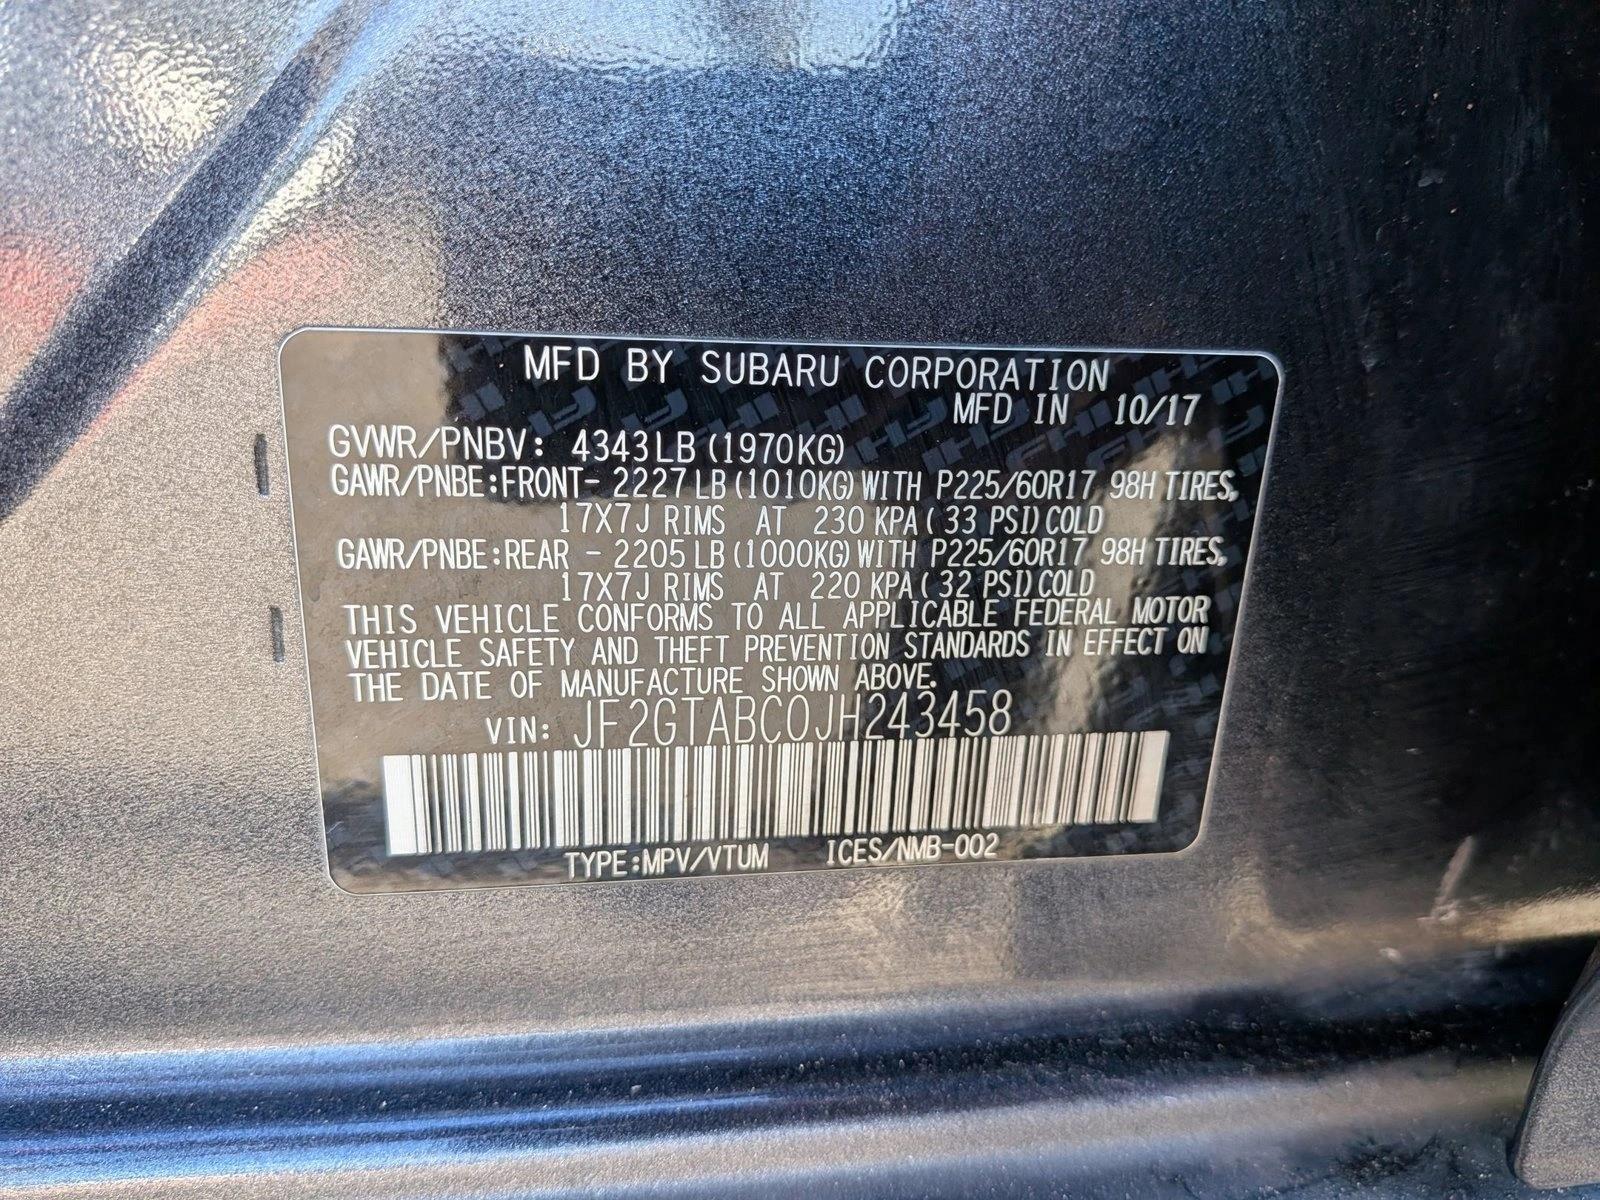 MFD BY SUBARU CORPORATION
MFD IN 10/17
GVWR/PNBV: 4343LB (1970KG)
GAWR/PNBE:FRONT- 2227 LB (1010KG) WITH P225/60R17 98H TIRES,
17X7J RIMS AT 230 KPA ( 33 PSI) COLD
GAWR/PNBE:REAR - 2205 LB (1000KG) WITH P225/60R17 98H TIRES,
17X7J RIMS AT 220 KPA ( 32 PSI) COLD
THIS VEHICLE CONFORMS TO ALL APPLICABLE FEDERAL MOTOR
VEHICLE SAFETY AND THEFT PREVENTION STANDARDS IN EFFECT ON
THE DATE OF MANUFACTURE SHOWN ABOVE.
VIN: JF2GTABC0JH243458
TYPE:MPV/VTUM ICES/NMB-002